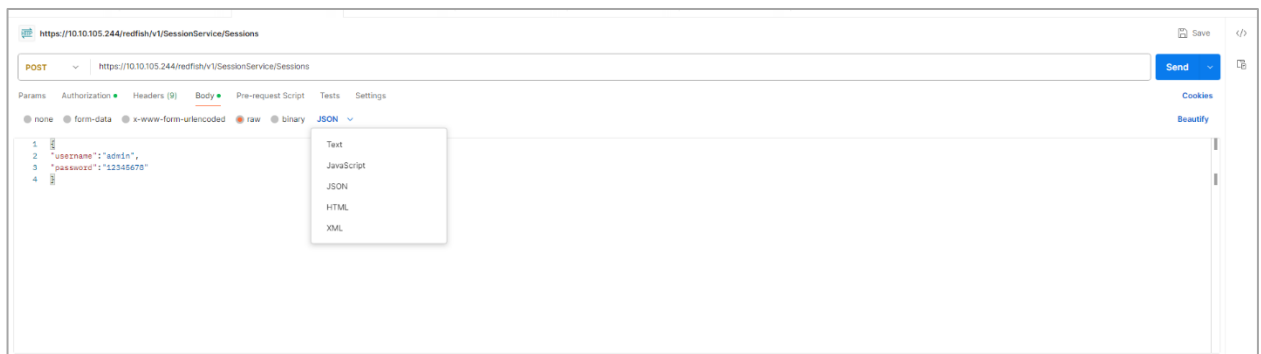 https://10.10.105.244/redfish/v1/SessionService/Sessions
Save
</>
POST
https://10.10.105.244/redfish/v1/SessionService/Sessions
Send
Params Authorization Headers (9) Body Pre-request Script Tests Settings
Cookies
none form-data x-www-form-urlencoded raw binary JSON
Beautify
1 {
2 "username":"admin",
3 "password":"12345678"
4 }
Text
JavaScript
JSON
HTML
XML